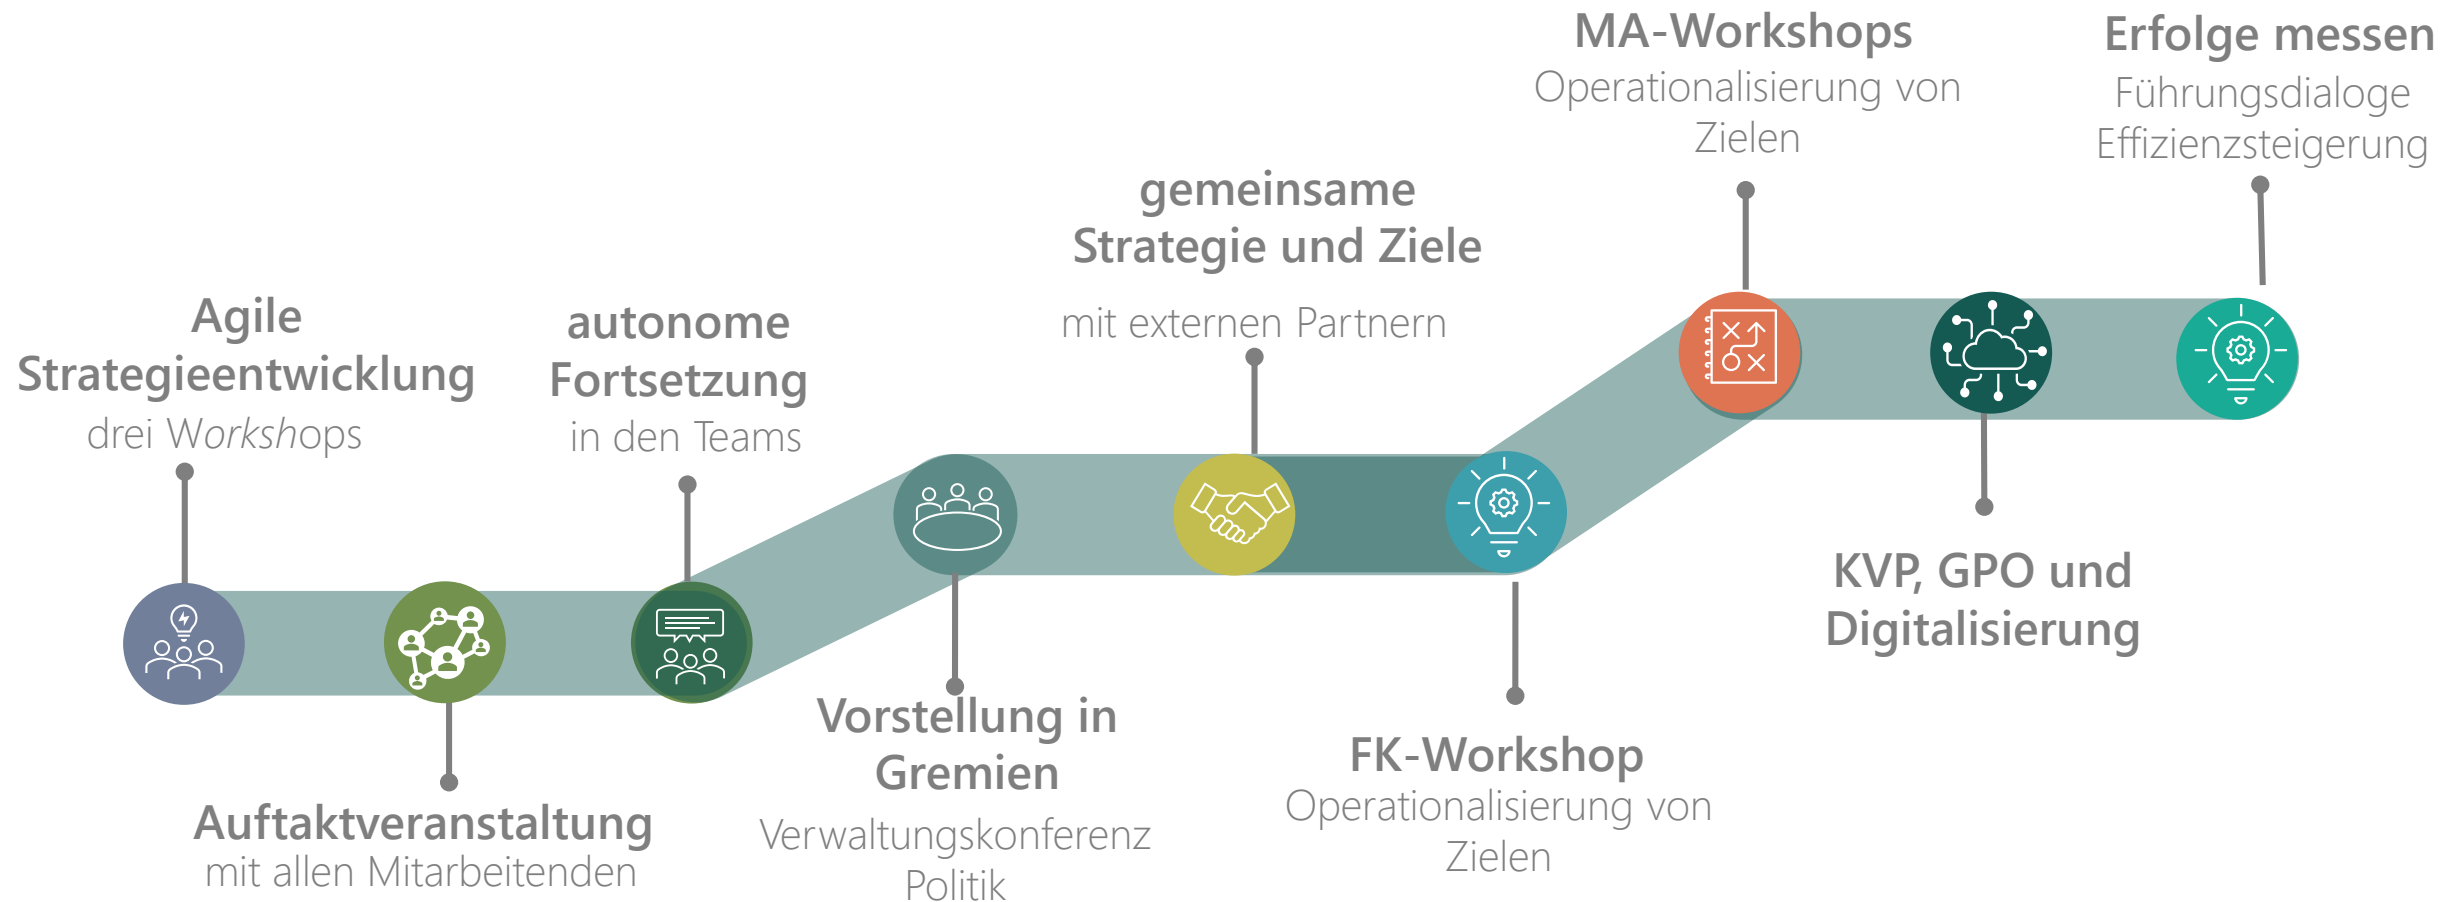 Agile
Strategieentwicklung
drei Workshops
Auftaktveranstaltung
mit allen Mitarbeitenden
autonome
Fortsetzung
in den Teams
Vorstellung in
Gremien
Verwaltungskonferenz
Politik
gemeinsame
Strategie und Ziele
mit externen Partnern
FK-Workshop
Operationalisierung von
Zielen
MA-Workshops
Operationalisierung von
Zielen
KVP, GPO und
Digitalisierung
Erfolge messen
Führungsdialoge
Effizienzsteigerung